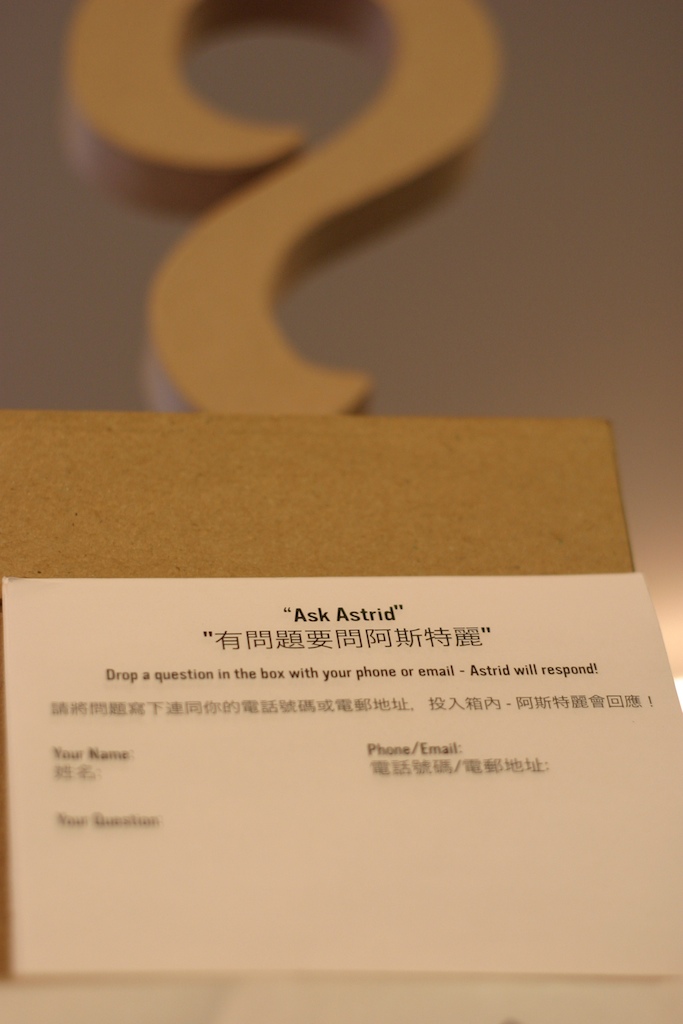 “Ask Astrid"
"有問題要問阿斯特麗"
Drop a question in the box with your phone or email - Astrid will respond!
請將問題寫下連同你的電話號碼或電郵地址, 投入箱內 - 阿斯特麗會回應！
Your Name: Phone/Email:
姓名: 電話號碼/電郵地址:
Your Question: